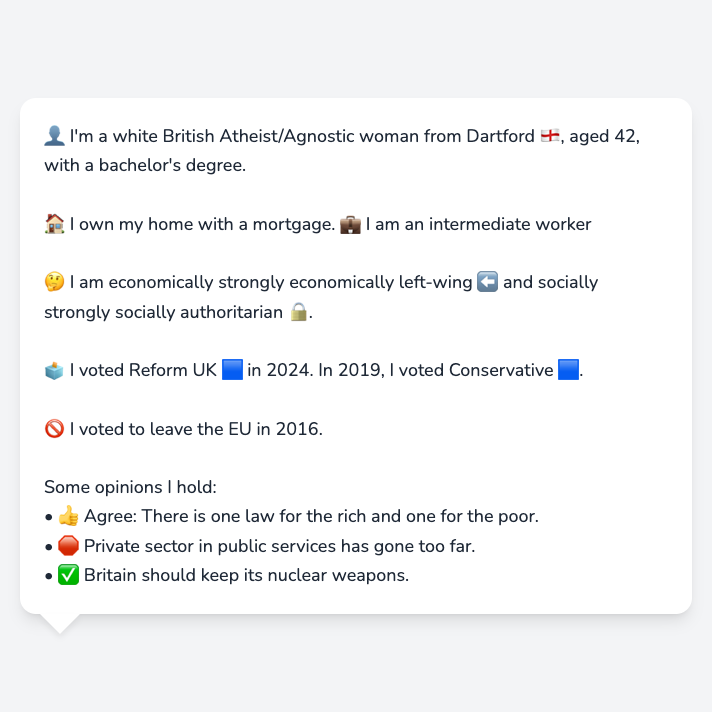 👤 I'm a white British Atheist/Agnostic woman from Dartford 🏴󠁧󠁢󠁥󠁮󠁧󠁿, aged 42,
with a bachelor's degree.
🏠 I own my home with a mortgage. 💼 I am an intermediate worker
🤔 I am economically strongly economically left-wing ⬅️ and socially
strongly socially authoritarian 🔒.
🗳️ I voted Reform UK 🟦 in 2024. In 2019, I voted Conservative 🟦.
🚫 I voted to leave the EU in 2016.
Some opinions I hold:
• 👍 Agree: There is one law for the rich and one for the poor.
• 🛑 Private sector in public services has gone too far.
• ✅ Britain should keep its nuclear weapons.